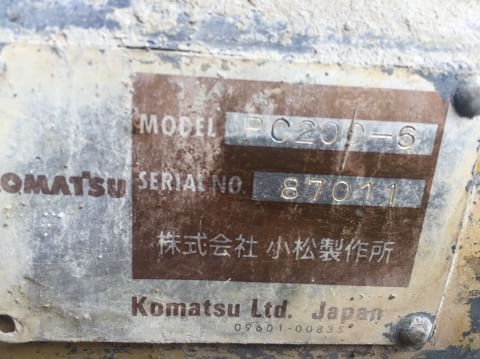 MODEL PC200-6
KOMATSU SERIAL NO. 87011
株式会社 小松製作所
Komatsu Ltd. Japan
09601-00835